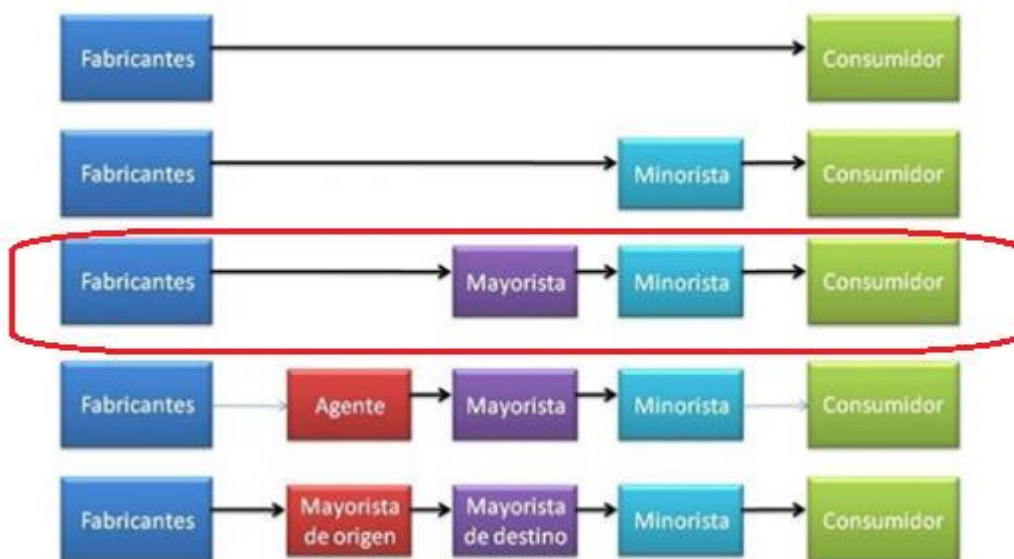 Fabricantes
Consumidor
Fabricantes
Minorista
Consumidor
Fabricantes
Mayorista
Minorista
Consumidor
Fabricantes
Agente
Mayorista
Minorista
Consumidor
Fabricantes
Mayorista
de origen
Mayorista
de destino
Minorista
Consumidor